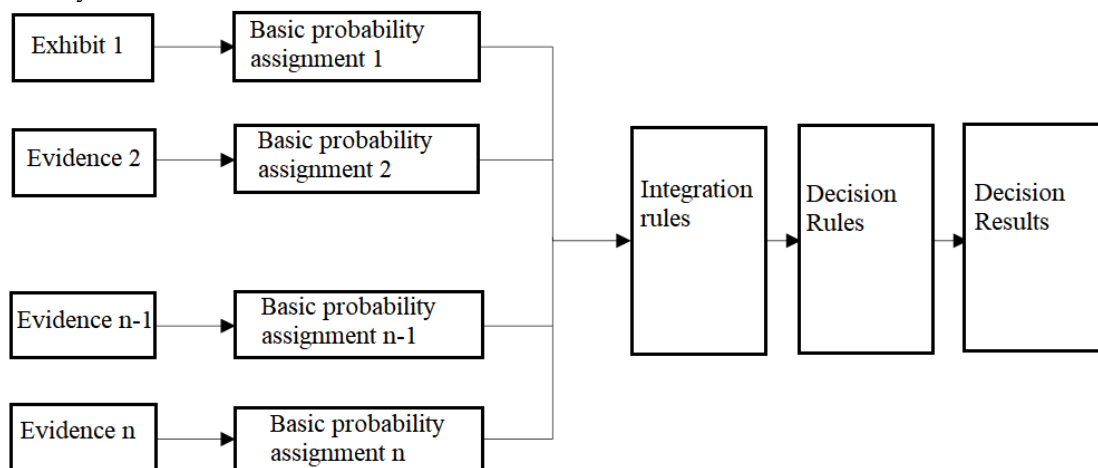 Exhibit 1
Basic probability
assignment 1
Evidence 2
Basic probability
assignment 2
Integration
rules
Decision
Rules
Decision
Results
Evidence n-1
Basic probability
assignment n-1
Evidence n
Basic probability
assignment n